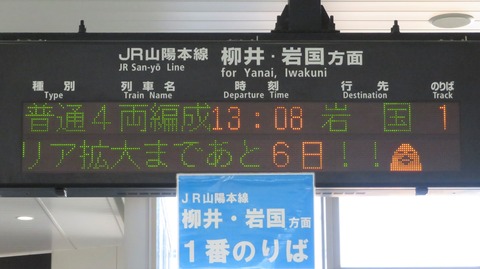 JR山陽本線 柳井・岩国方面
JR San-yō Line for Yanai, Iwakuni
種別 列車名 時刻 行先 のりば
Type Train Name Departure Time Destination Track
普通4両編成13:08 岩国 1
リア拡大まであと6日!!
JR山陽本線
柳井・岩国方面
1番のりば